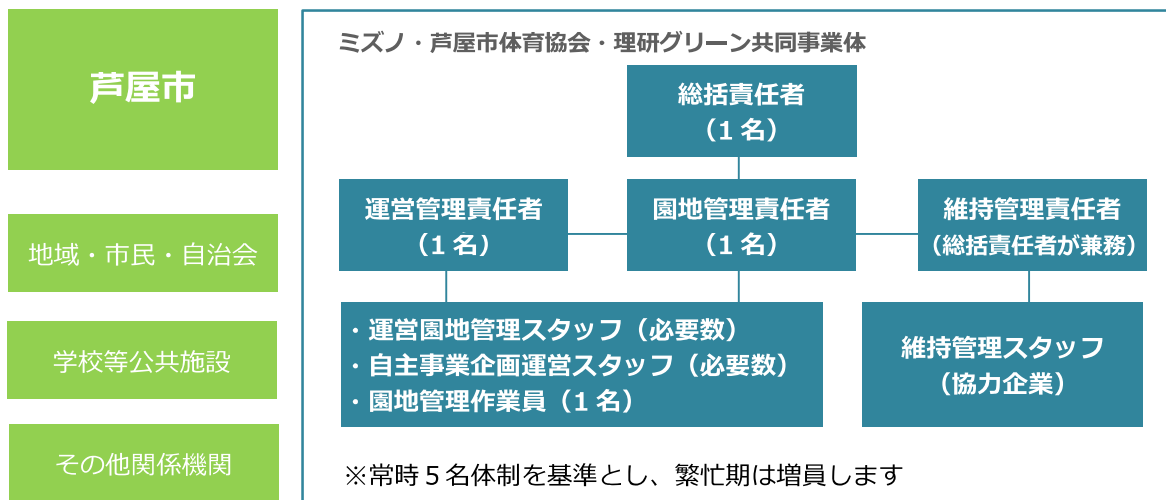 芦屋市
地域・市民・自治会
学校等公共施設
その他関係機関
ミズノ・芦屋市体育協会・理研グリーン共同事業体
総括責任者
（1 名）
運営管理責任者
（1 名）
園地管理責任者
（1 名）
維持管理責任者
（総括責任者が兼務）
・運営園地管理スタッフ（必要数）
・自主事業企画運営スタッフ（必要数）
・園地管理作業員（1 名）
維持管理スタッフ
（協力企業）
※常時５名体制を基準とし、繁忙期は増員します